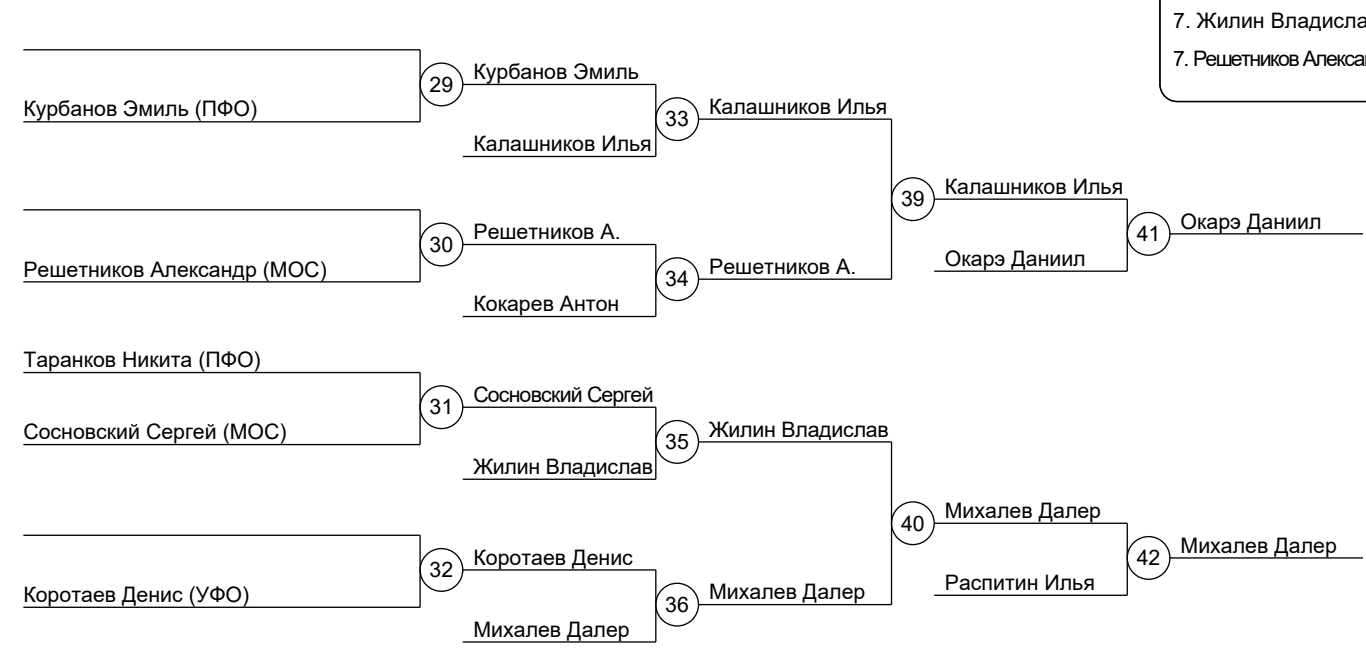 7. Жилин Владисла
7. Решетников Алекса
29
Курбанов Эмиль
Курбанов Эмиль (ПФО)
33
Калашников Илья
Калашников Илья
39
Калашников Илья
30
Решетников А.
Решетников Александр (МОС)
34
Решетников А.
Кокарев Антон
Окарэ Даниил
41
Окарэ Даниил
Таранков Никита (ПФО)
31
Сосновский Сергей
Сосновский Сергей (МОС)
35
Жилин Владислав
Жилин Владислав
40
Михалев Далер
32
Коротаев Денис
Коротаев Денис (УФО)
36
Михалев Далер
Михалев Далер
Распитин Илья
42
Михалев Далер